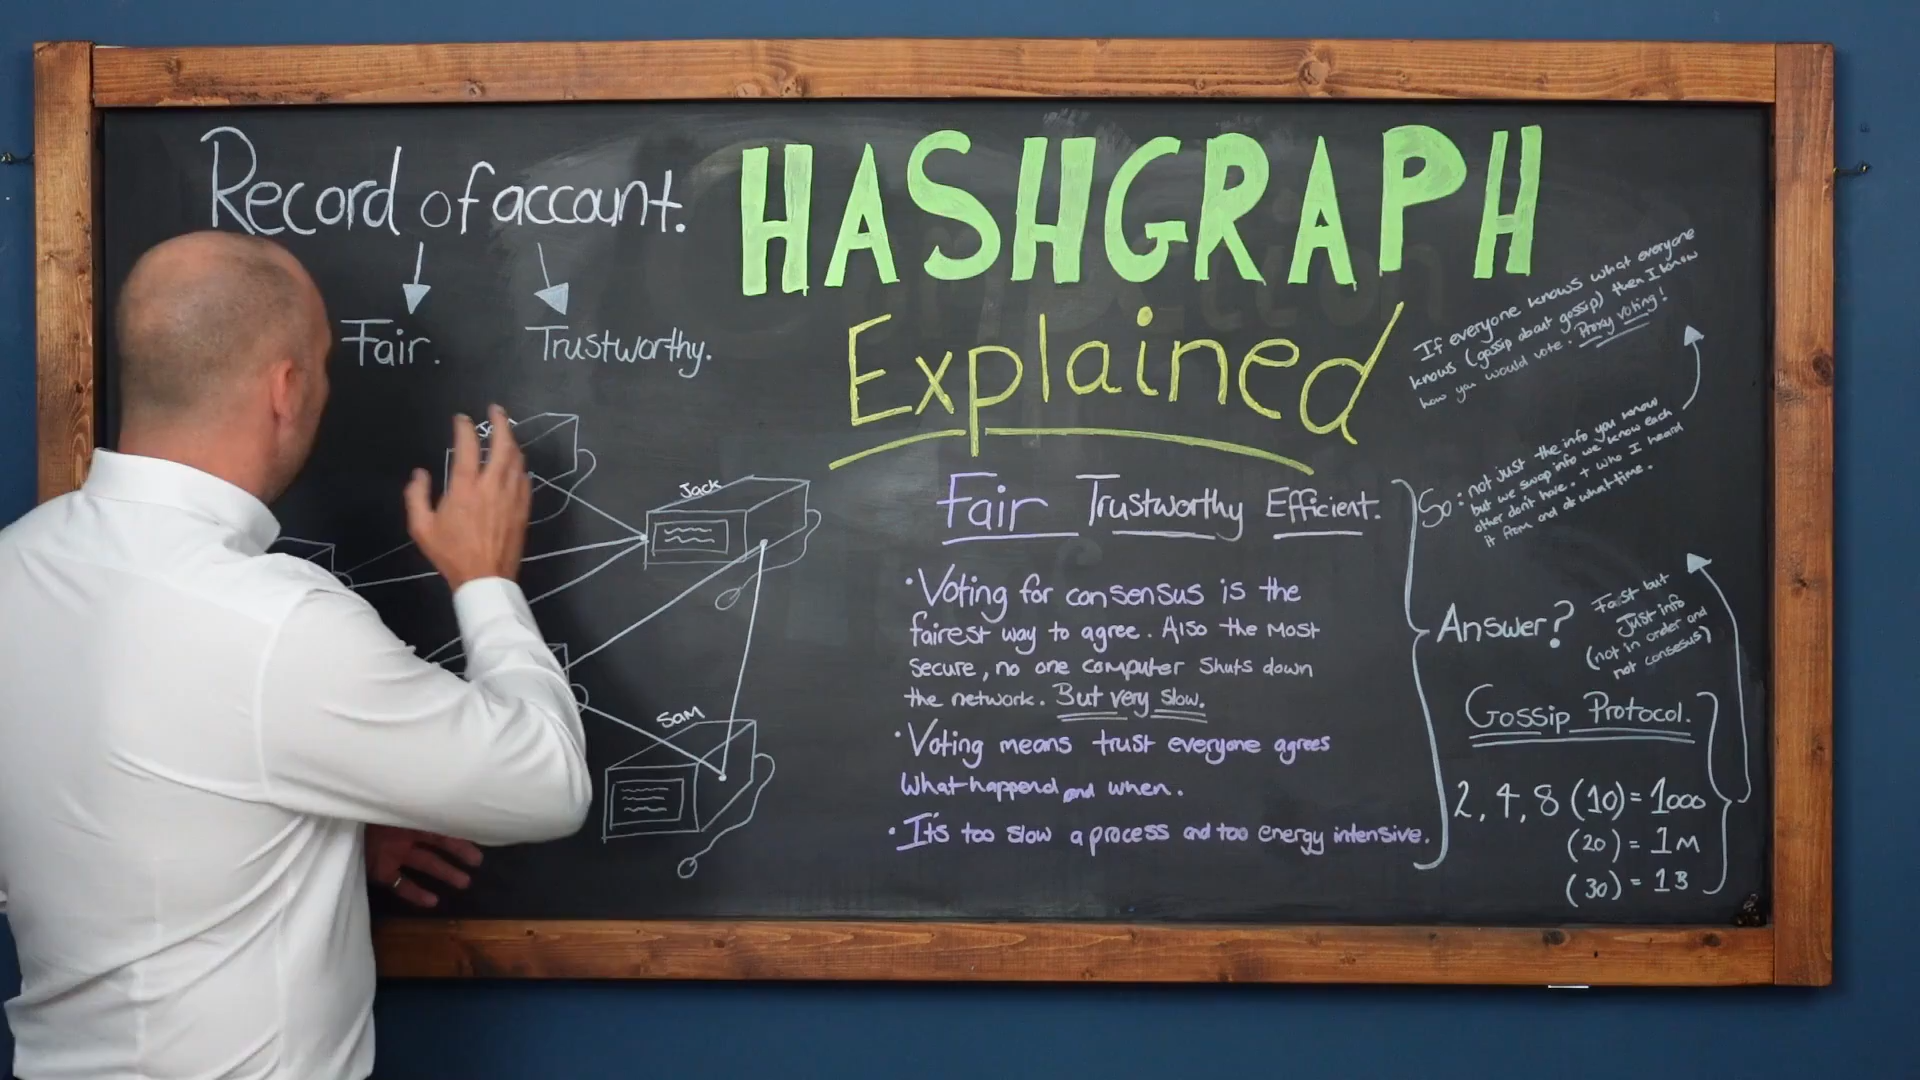 Record of account.
Fair.
Trustworthy.
HASHGRAPH
Explained
Jack
Sam
Fair Trustworthy Efficient.
• Voting for consensus is the
fairest way to agree. Also the most
secure, no one computer shuts down
the network. But very slow.
• Voting means trust everyone agrees
what happend and when.
• It's too slow a process and too energy intensive.
If everyone knows what everyone
knows (gossip about gossip) then I know
how you would vote. Proxy voting!
So: not just the info you know
but we swap info we know each
other don't have. + who I heard
it from and at what time.
Answer?
Fast but
Just info
(not in order and
not consesus)
Gossip Protocol.
2, 4, 8 (10) = 1000
(20) = 1M
(30) = 1B